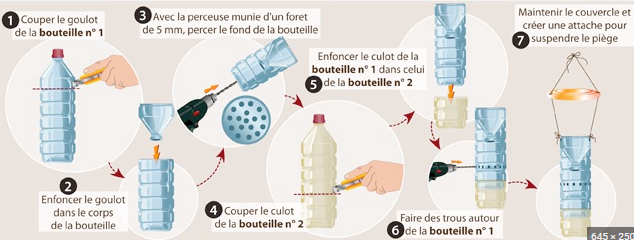 1 Couper le goulot
de la bouteille n° 1
2
Enfoncer le goulot
dans le corps
de la bouteille
3 Avec la perceuse munie d'un foret
de 5 mm, percer le fond de la bouteille
4 Couper le culot
de la bouteille n° 2
Enfoncer le culot de la
5 bouteille n° 1 dans celui
de la bouteille n° 2
Faire des trous autour
6 de la bouteille n° 1
Maintenir le couvercle et
créer une attache pour
7 suspendre le piège
645 × 250